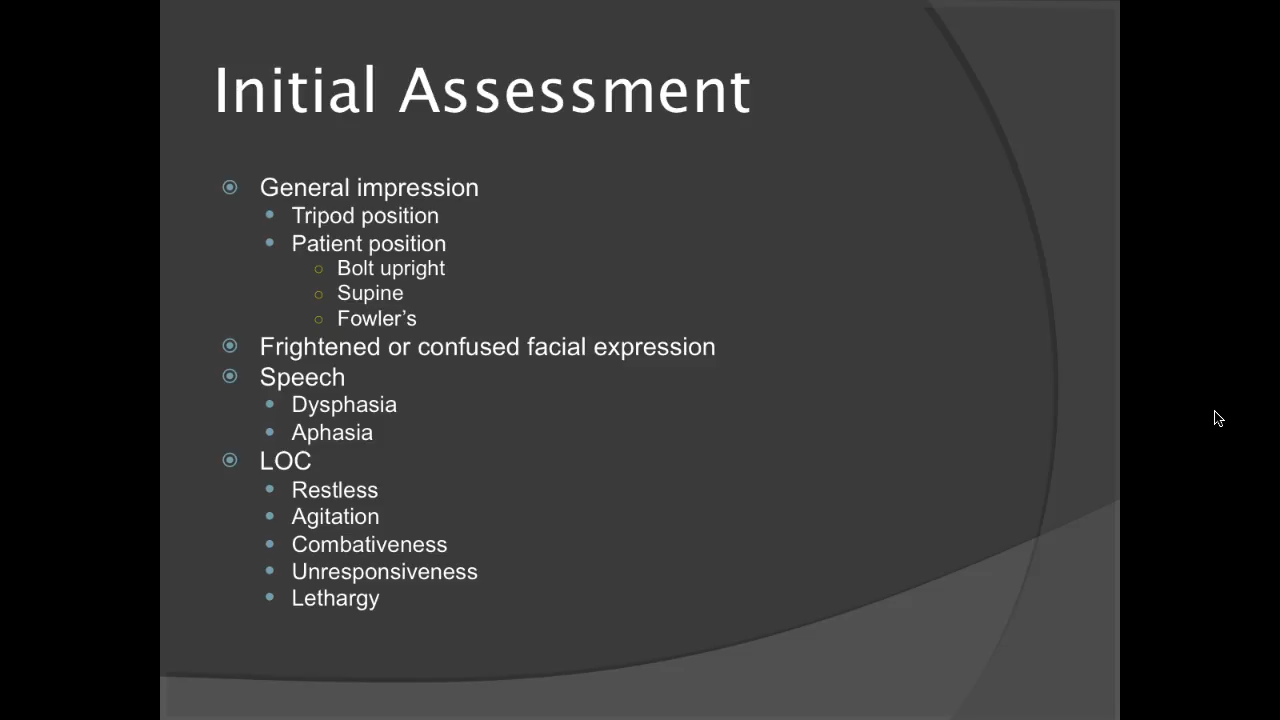 Initial Assessment
General impression
Tripod position
Patient position
Bolt upright
Supine
Fowler’s
Frightened or confused facial expression
Speech
Dysphasia
Aphasia
LOC
Restless
Agitation
Combativeness
Unresponsiveness
Lethargy